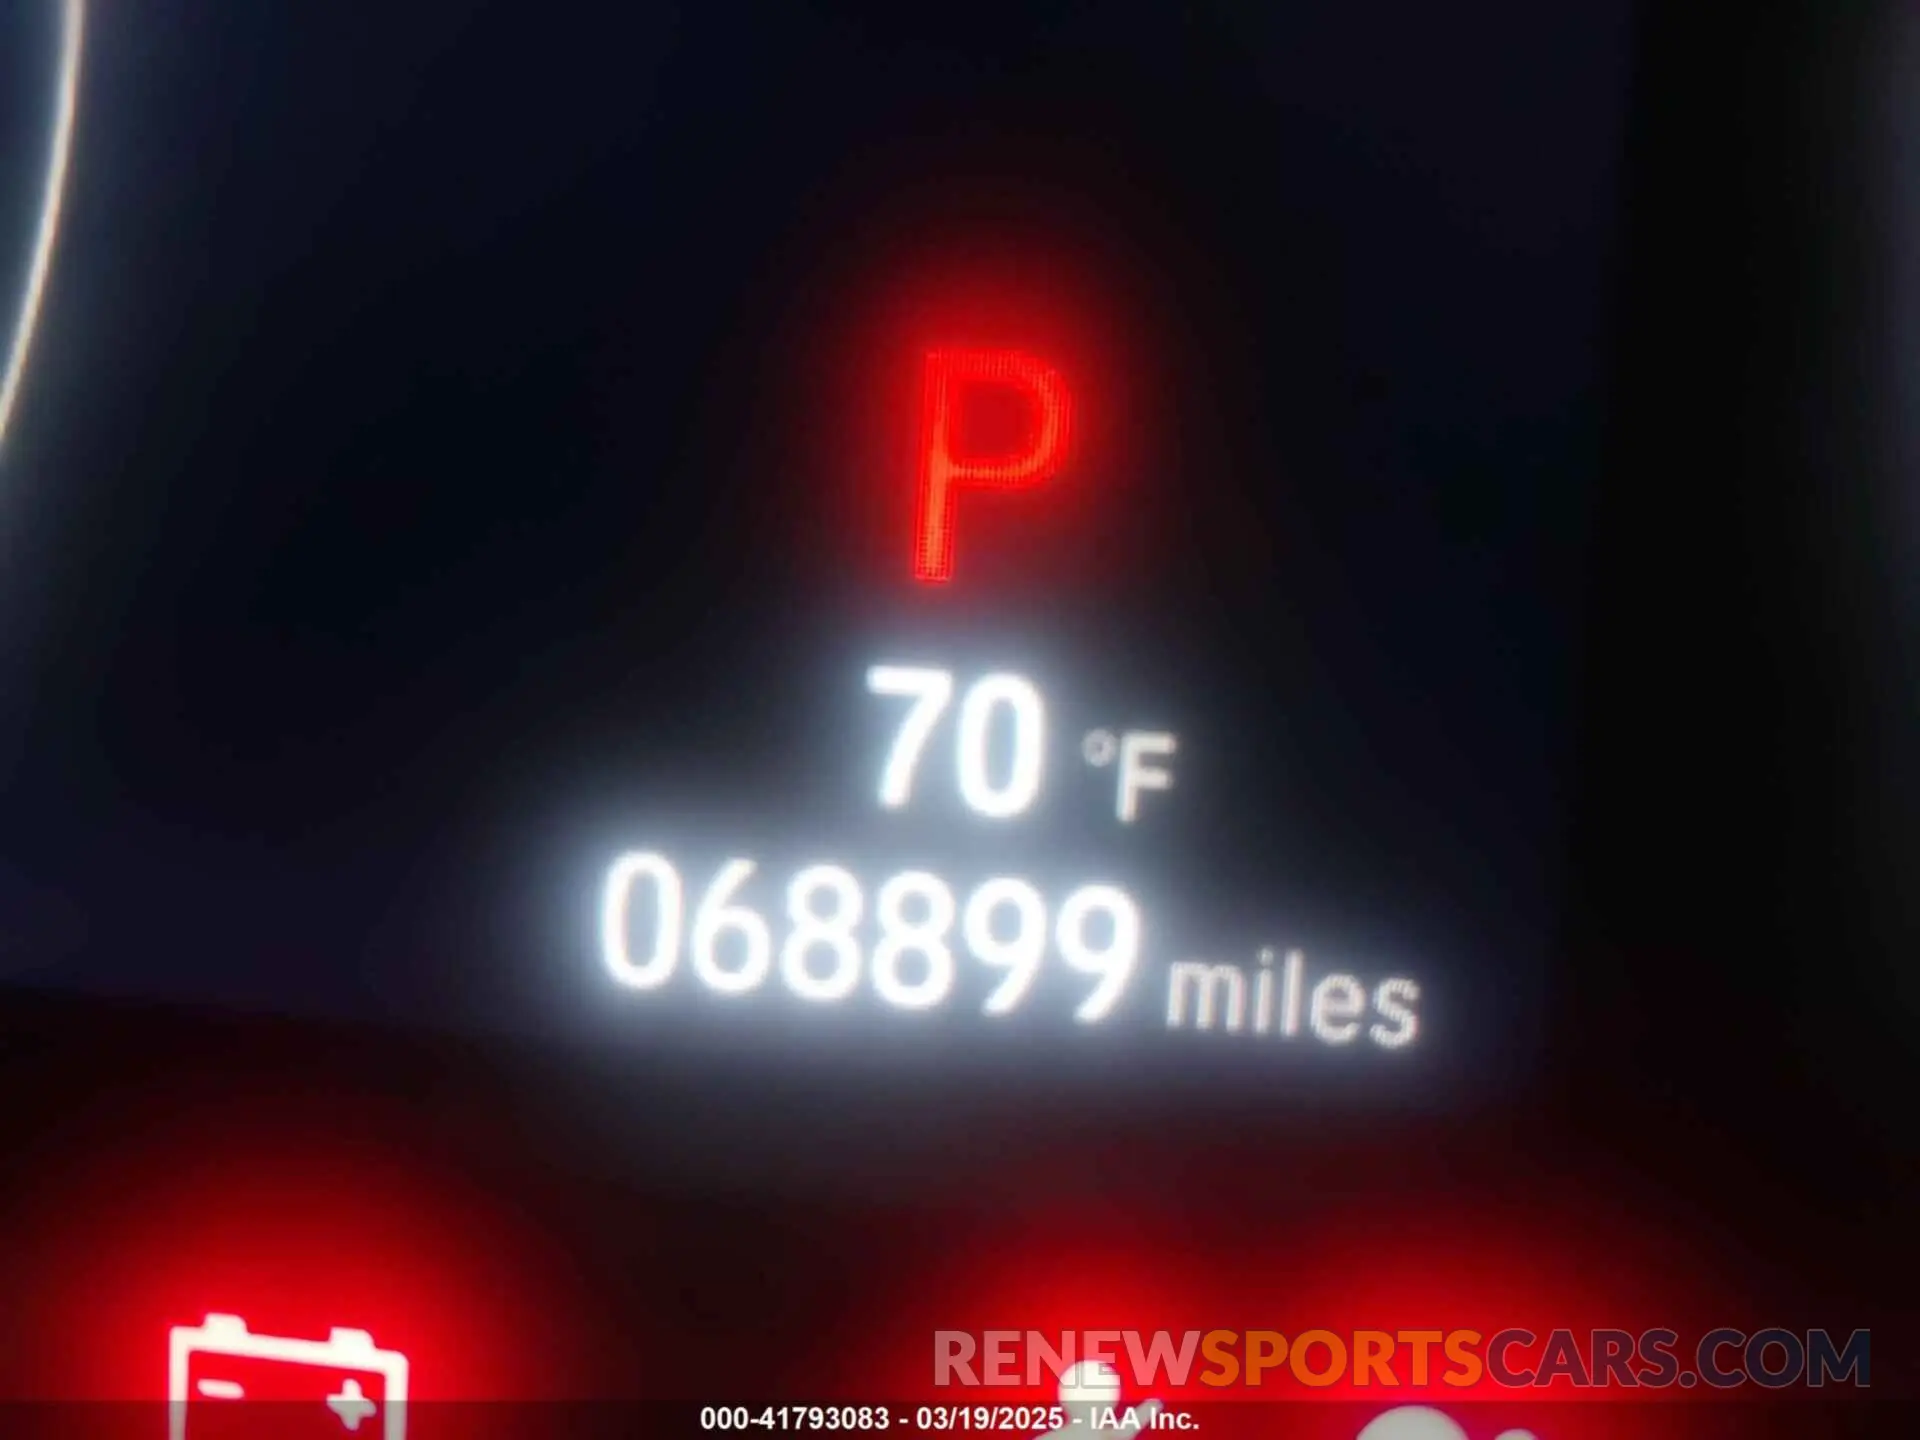 P
70 °F
068899 miles
RENEWSPORTSCARS.COM
000-41793083 - 03/19/2025 - IAA Inc.